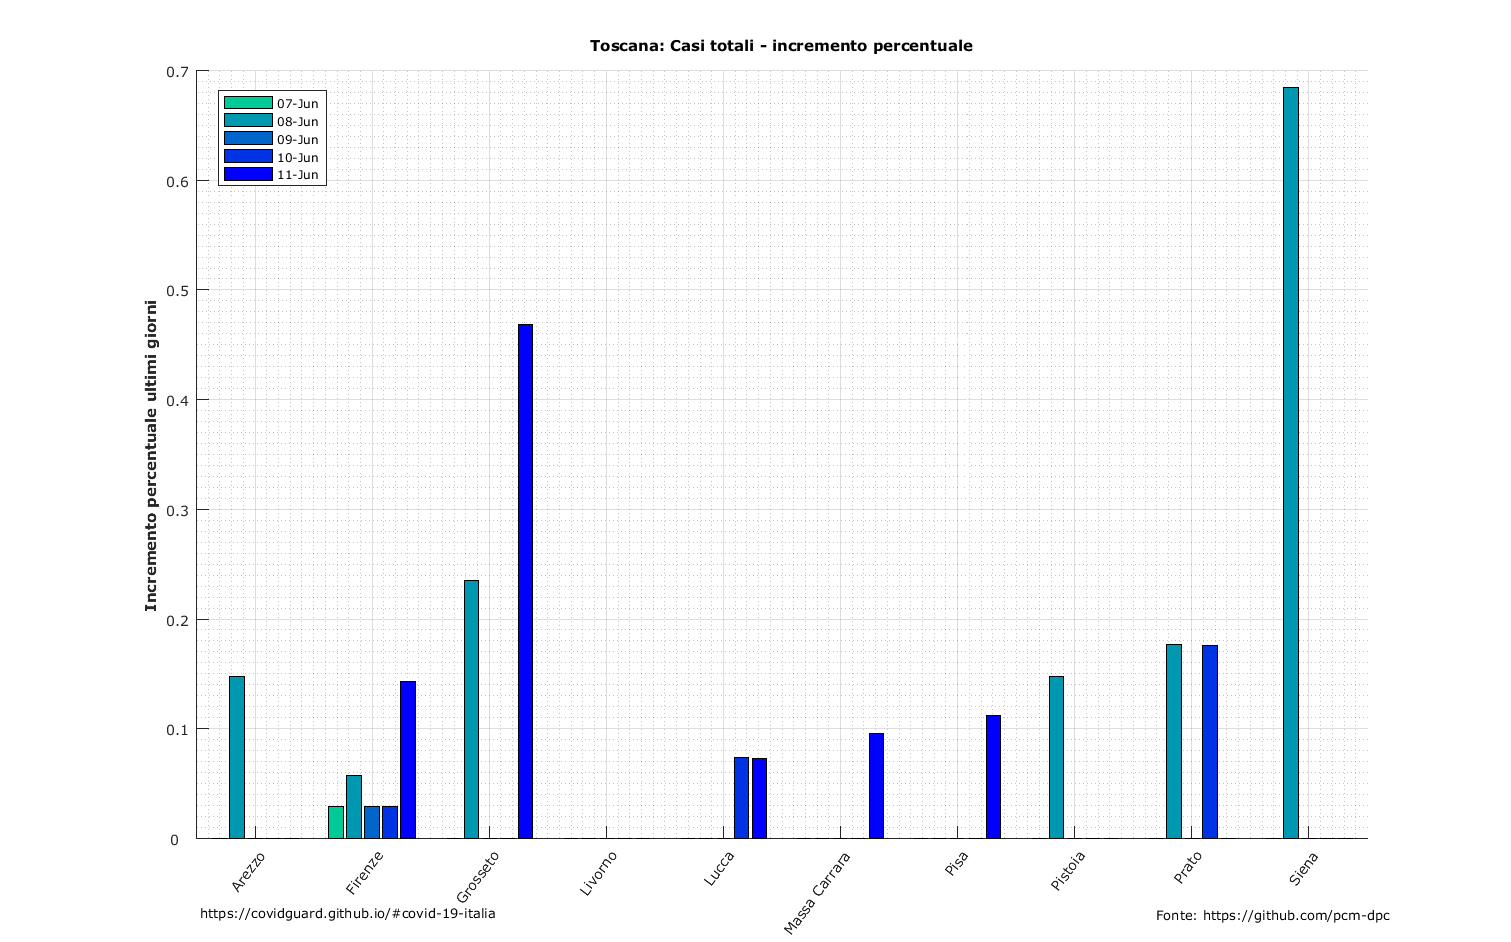 Toscana: Casi totali - incremento percentuale
Incremento percentuale ultimi giorni
0.7
0.6
0.5
0.4
0.3
0.2
0.1
0
07-Jun
08-Jun
09-Jun
10-Jun
11-Jun
Arezzo
Firenze
Grosseto
Livorno
Lucca
Massa Carrara
Pisa
Pistoia
Prato
Siena
https://covidguard.github.io/#covid-19-italia
Fonte: https://github.com/pcm-dpc